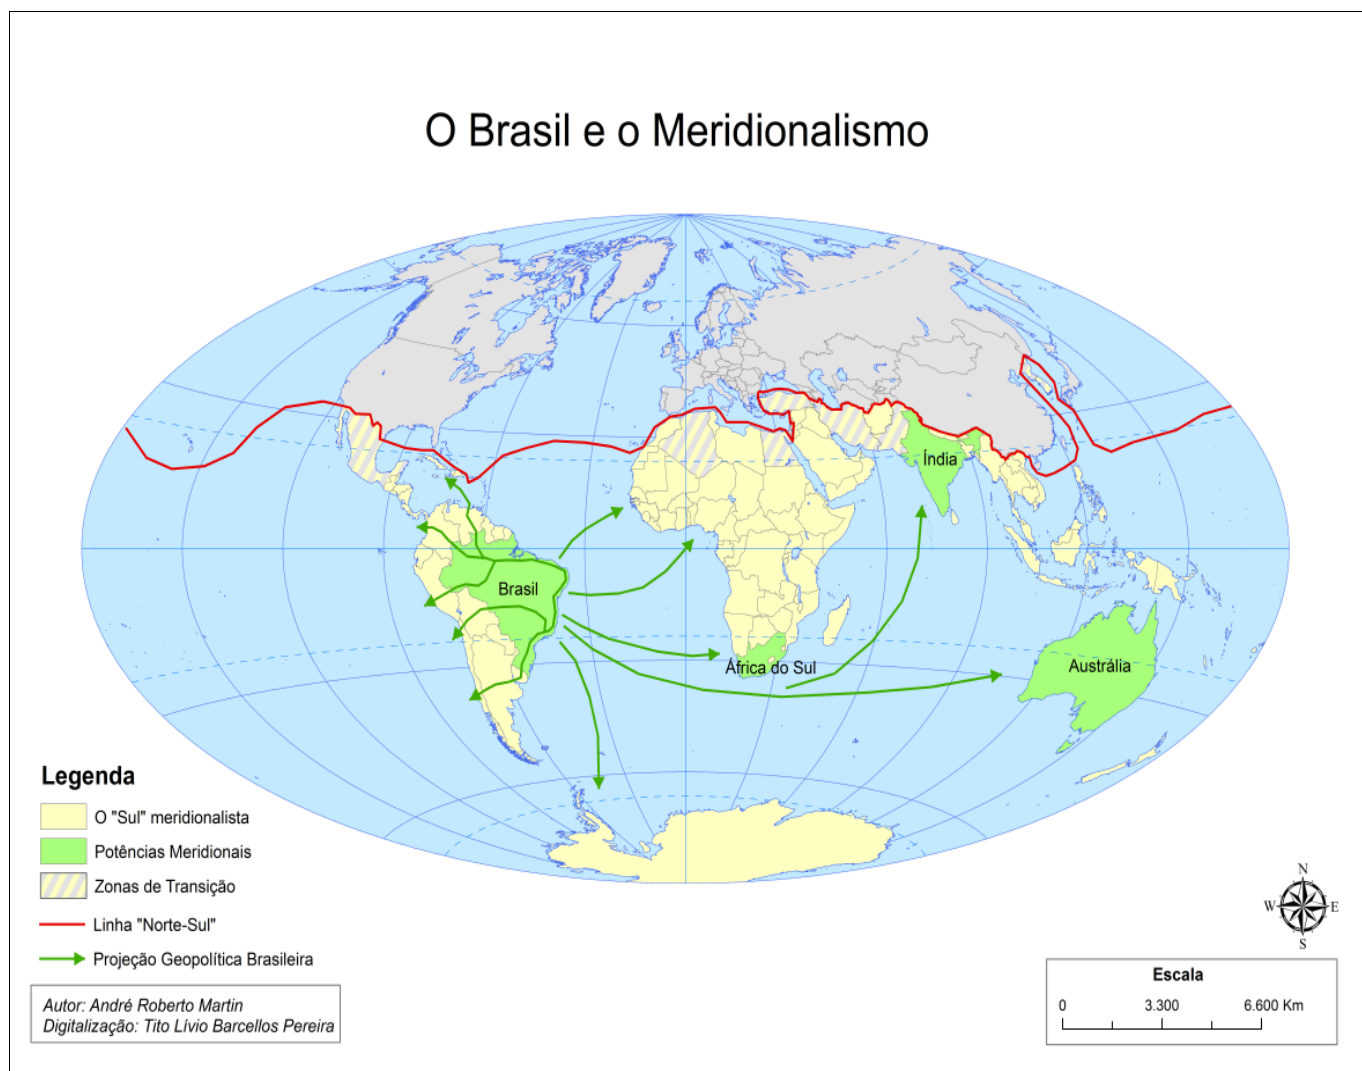 O Brasil e o Meridionalismo
Índia
Brasil
África do Sul
Austrália
Legenda
O "Sul" meridionalista
Potências Meridionais
Zonas de Transição
Linha "Norte-Sul"
Projeção Geopolítica Brasileira
Autor: André Roberto Martin
Digitalização: Tito Lívio Barcellos Pereira
N
W E
S
Escala
0 3.300 6.600 Km